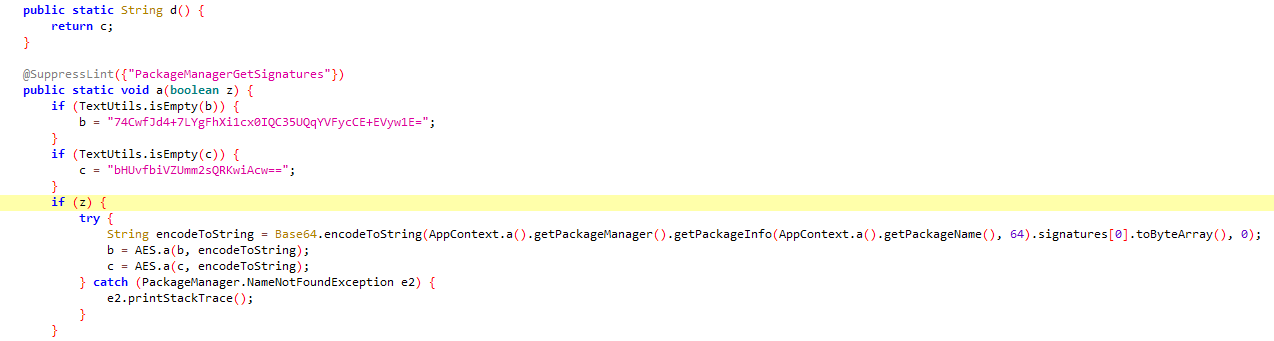 public static String d() {
    return c;
}
@SuppressLint({"PackageManagerGetSignatures"})
public static void a(boolean z) {
    if (TextUtils.isEmpty(b)) {
        b = "74CwfJd4+7LYgFhXi1cx0IQC35UQqYVFycCE+EVyw1E=";
    }
    if (TextUtils.isEmpty(c)) {
        c = "bHUvfbiVZUmm2sQRKwiAcw==";
    }
    if (z) {
        try {
            String encodeToString = Base64.encodeToString(AppContext.a().getPackageManager().getPackageInfo(AppContext.a().getPackageName(), 64).signatures[0].toByteArray(), 0);
            b = AES.a(b, encodeToString);
            c = AES.a(c, encodeToString);
        } catch (PackageManager.NameNotFoundException e2) {
            e2.printStackTrace();
        }
    }